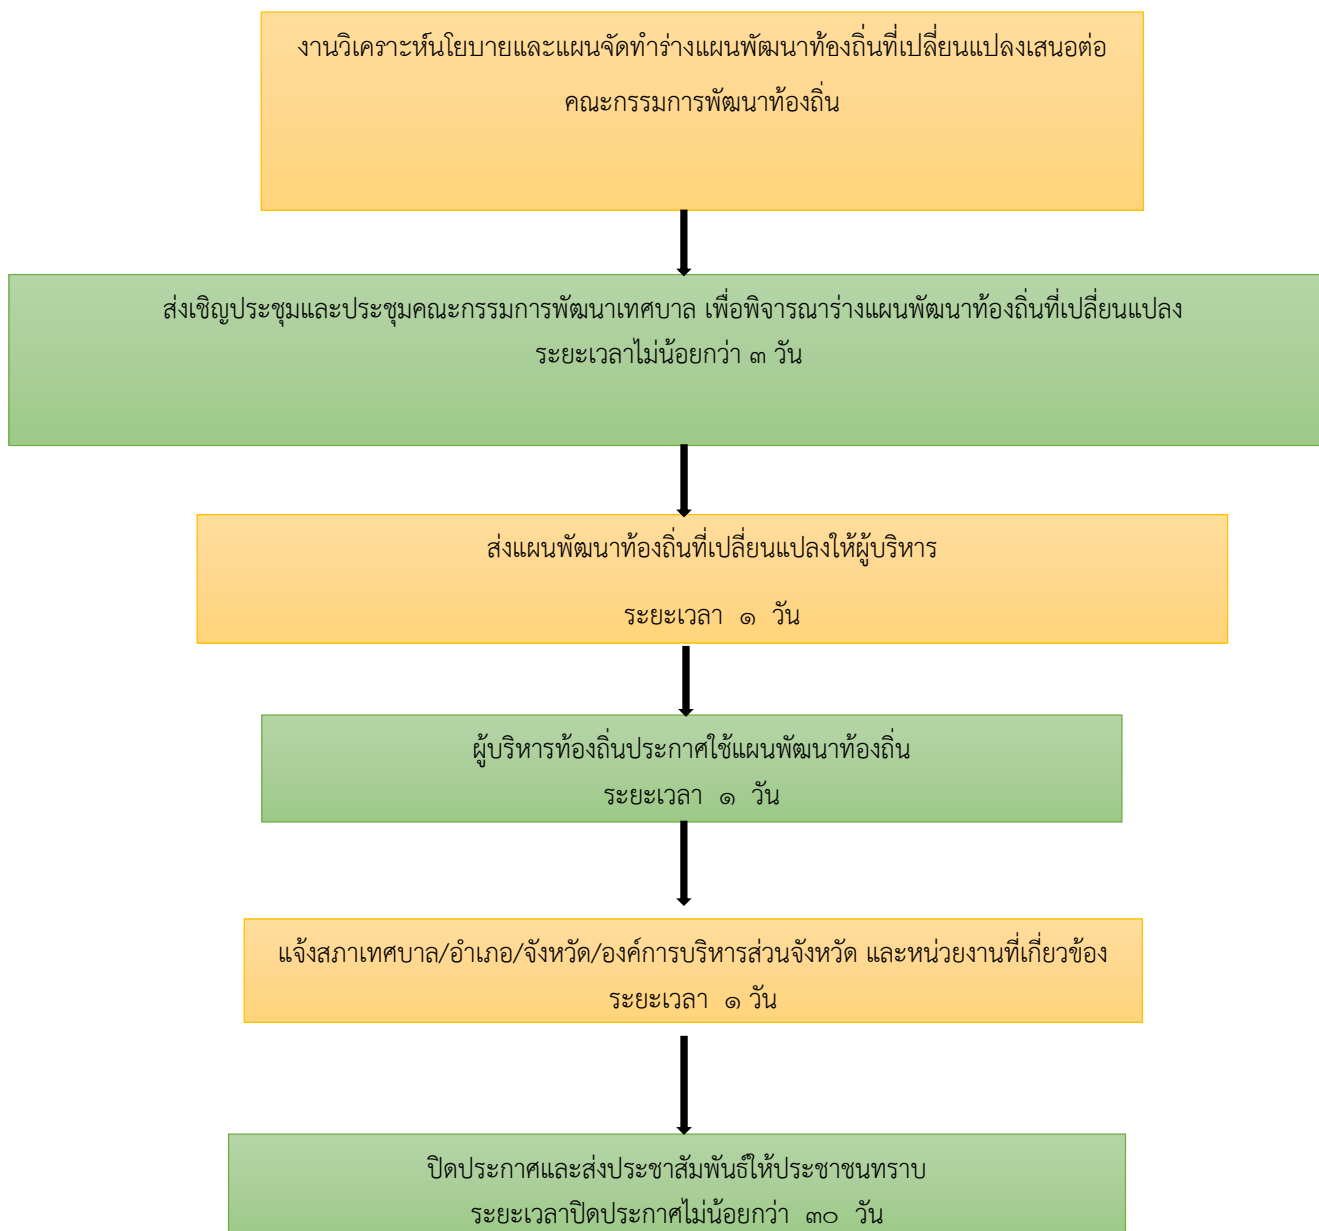 งานวิเคราะห์นโยบายและแผนจัดทำร่างแผนพัฒนาท้องถิ่นที่เปลี่ยนแปลงเสนอต่อ
คณะกรรมการพัฒนาท้องถิ่น
ส่งเชิญประชุมและประชุมคณะกรรมการพัฒนาเทศบาล เพื่อพิจารณาร่างแผนพัฒนาท้องถิ่นที่เปลี่ยนแปลง
ระยะเวลาไม่น้อยกว่า ๓ วัน
ส่งแผนพัฒนาท้องถิ่นที่เปลี่ยนแปลงให้ผู้บริหาร
ระยะเวลา ๑ วัน
ผู้บริหารท้องถิ่นประกาศใช้แผนพัฒนาท้องถิ่น
ระยะเวลา ๑ วัน
แจ้งสภาเทศบาล/อำเภอ/จังหวัด/องค์การบริหารส่วนจังหวัด และหน่วยงานที่เกี่ยวข้อง
ระยะเวลา ๑ วัน
ปิดประกาศและส่งประชาสัมพันธ์ให้ประชาชนทราบ
ระยะเวลาปิดประกาศไม่น้อยกว่า ๓๐ วัน